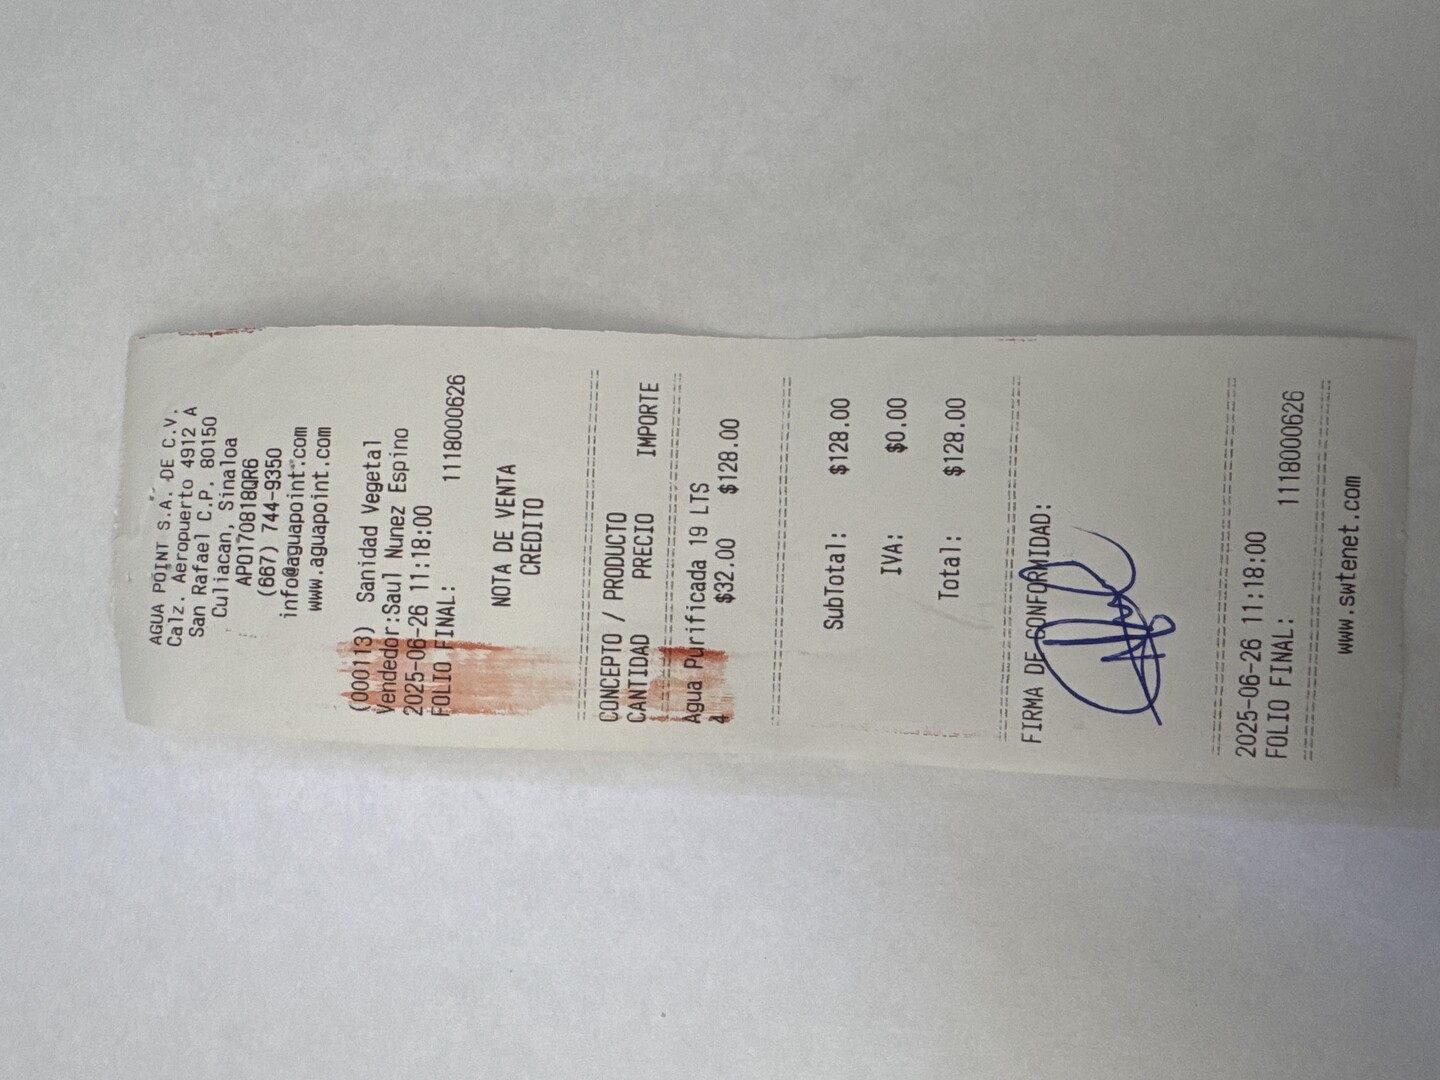 AGUA POINT S.A. DE C.V.
Calz. Aeropuerto 4912 A
San Rafael C.P. 80150
Culiacan, Sinaloa
APO1708180R6
(667) 744-9350
info@aguapoint.com
www.aguapoint.com
(000113) Sanidad Vegetal
Vendedor:Saul Nunez Espino
2025-06-26 11:18:00
FOLIO FINAL: 1118000626
NOTA DE VENTA
CREDITO
CONCEPTO / PRODUCTO
CANTIDAD PRECIO IMPORTE
Agua Purificada 19 LTS
4 $32.00 $128.00
SubTotal: $128.00
IVA: $0.00
Total: $128.00
FIRMA DE CONFORMIDAD:
2025-06-26 11:18:00
FOLIO FINAL: 1118000626
www.swtenet.com